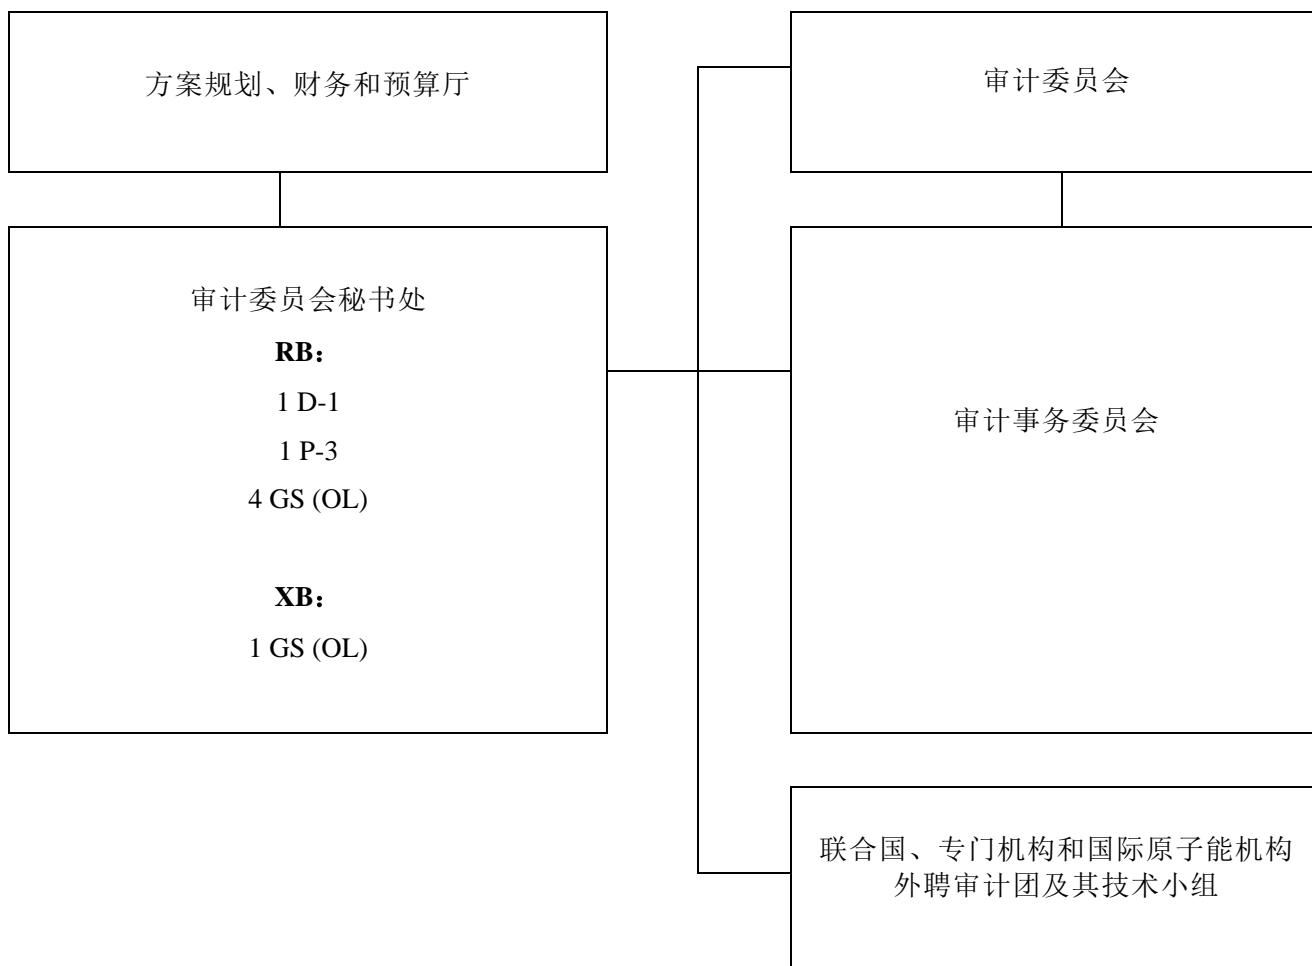 方案规划、财务和预算厅
审计委员会
审计委员会秘书处
RB：
1 D-1
1 P-3
4 GS (OL)
XB：
1 GS (OL)
审计事务委员会
联合国、专门机构和国际原子能机构
外聘审计团及其技术小组